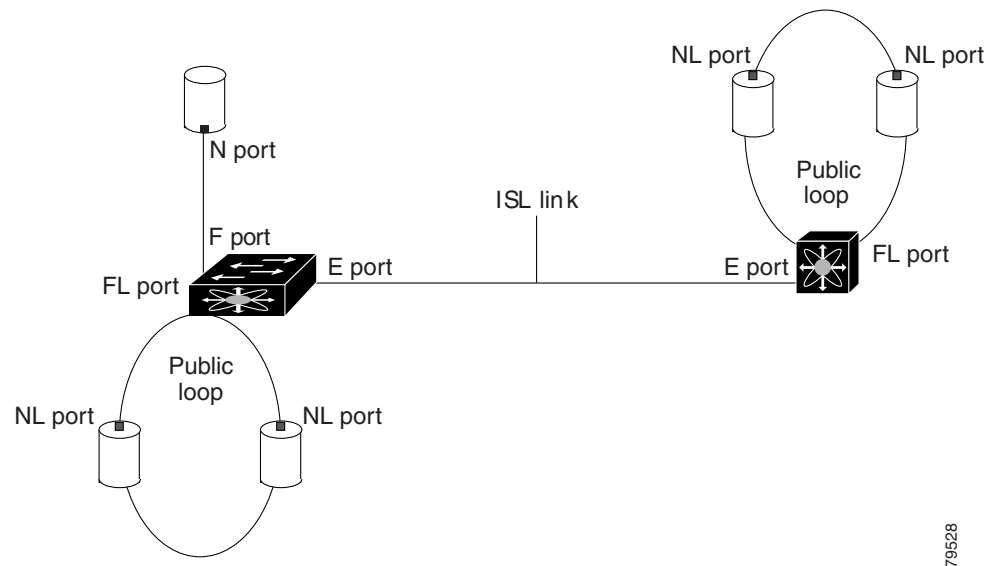 NL port
NL port
N port
Public
loop
ISL link
F port
FL port
E port
E port
FL port
Public
loop
NL port
NL port
79528